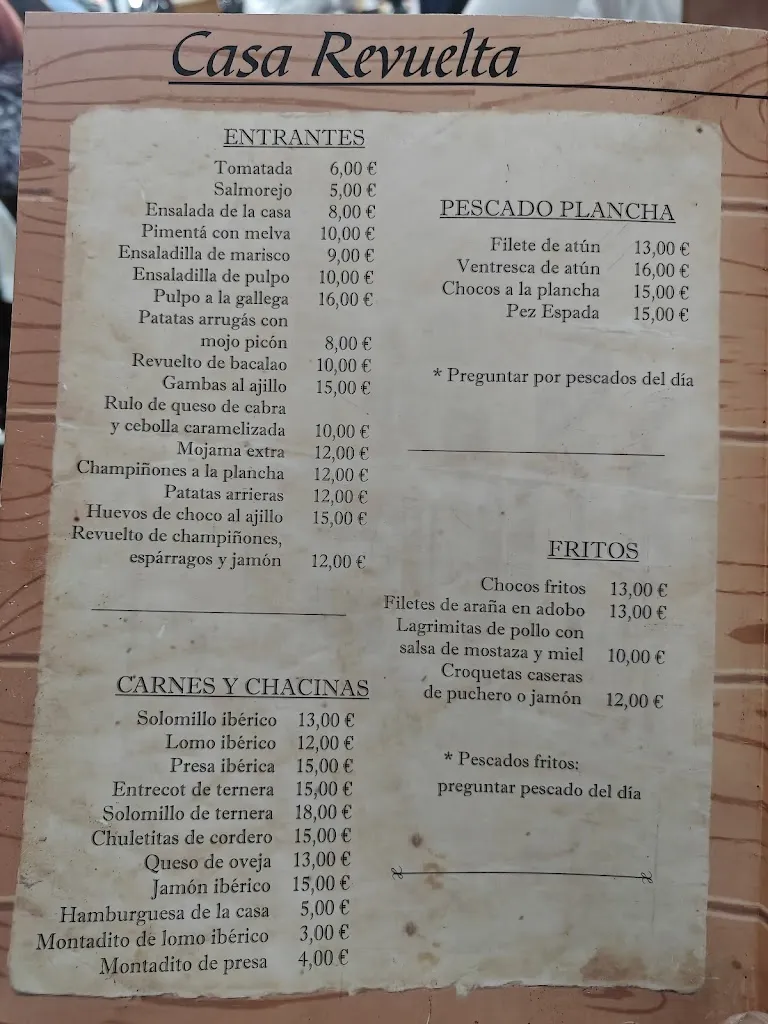 Casa Revuelta
ENTRANTES
Tomatada 6,00 €
Salmorejo 5,00 €
Ensalada de la casa 8,00 €
Pimentá con melva 10,00 €
Ensaladilla de marisco 9,00 €
Ensaladilla de pulpo 10,00 €
Pulpo a la gallega 16,00 €
Patatas arrugás con
mojo picón 8,00 €
Revuelto de bacalao 10,00 €
Gambas al ajillo 15,00 €
Rulo de queso de cabra
y cebolla caramelizada 10,00 €
Mojama extra 12,00 €
Champiñones a la plancha 12,00 €
Patatas arrieras 12,00 €
Huevos de choco al ajillo 15,00 €
Revuelto de champiñones,
espárragos y jamón 12,00 €
CARNES Y CHACINAS
Solomillo ibérico 13,00 €
Lomo ibérico 12,00 €
Presa ibérica 15,00 €
Entrecot de ternera 15,00 €
Solomillo de ternera 18,00 €
Chuletitas de cordero 15,00 €
Queso de oveja 13,00 €
Jamón ibérico 15,00 €
Hamburguesa de la casa 5,00 €
Montadito de lomo ibérico 3,00 €
Montadito de presa 4,00 €
PESCADO PLANCHA
Filete de atún 13,00 €
Ventresca de atún 16,00 €
Chocos a la plancha 15,00 €
Pez Espada 15,00 €
* Preguntar por pescados del día
FRITOS
Chocos fritos 13,00 €
Filetes de araña en adobo 13,00 €
Lagrimitas de pollo con
salsa de mostaza y miel 10,00 €
Croquetas caseras
de puchero o jamón 12,00 €
* Pescados fritos:
preguntar pescado del día